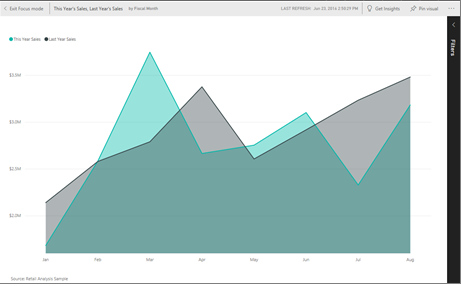 Exit Focus mode
This Year's Sales, Last Year's Sales by Fiscal Month
LAST REFRESH Jun 23, 2016 2:50:29 PM
Get Insights
Pin visual
Filters
This Year Sales Last Year Sales
$3.5M
$3.0M
$2.5M
$2.0M
Jan Feb Mar Apr May Jun Jul Aug
Source: Retail Analysis Sample